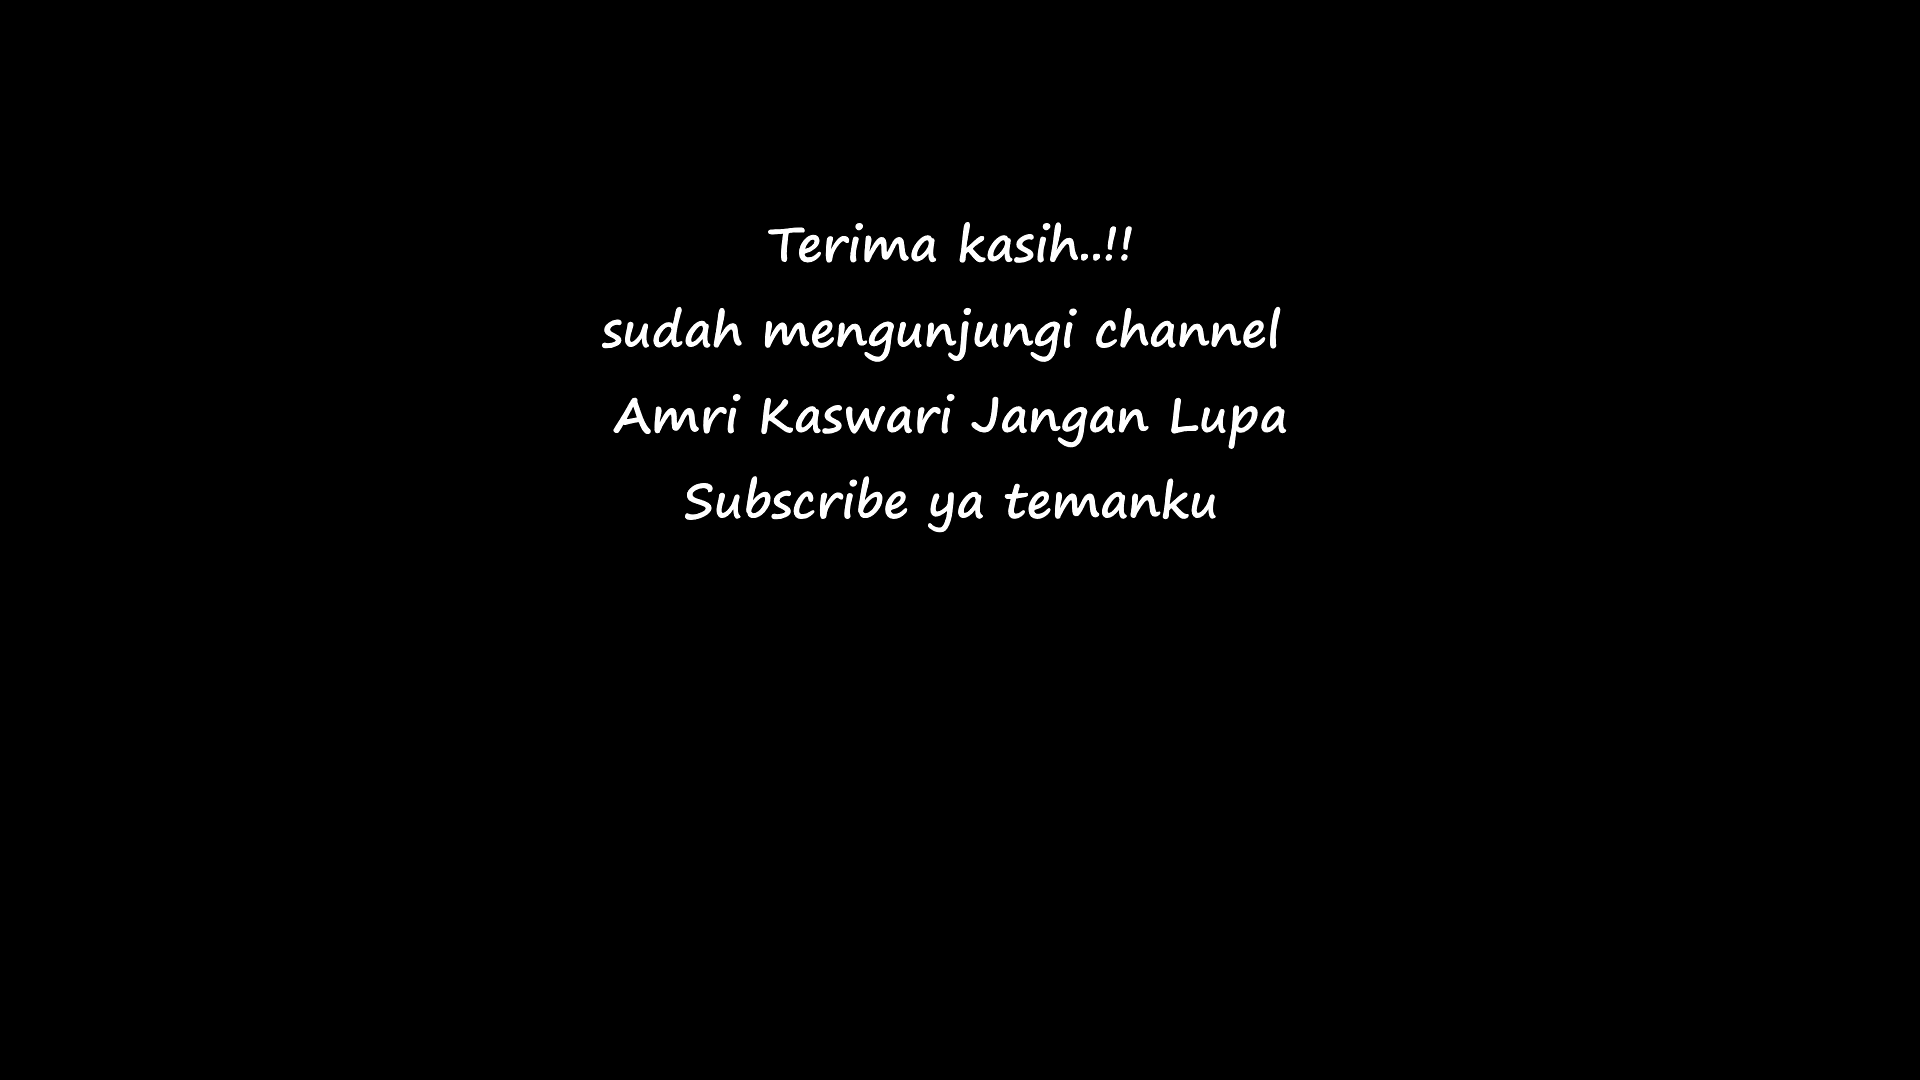 Terima kasih..!!
sudah mengunjungi channel
Amri Kaswari Jangan Lupa
Subscribe ya temanku